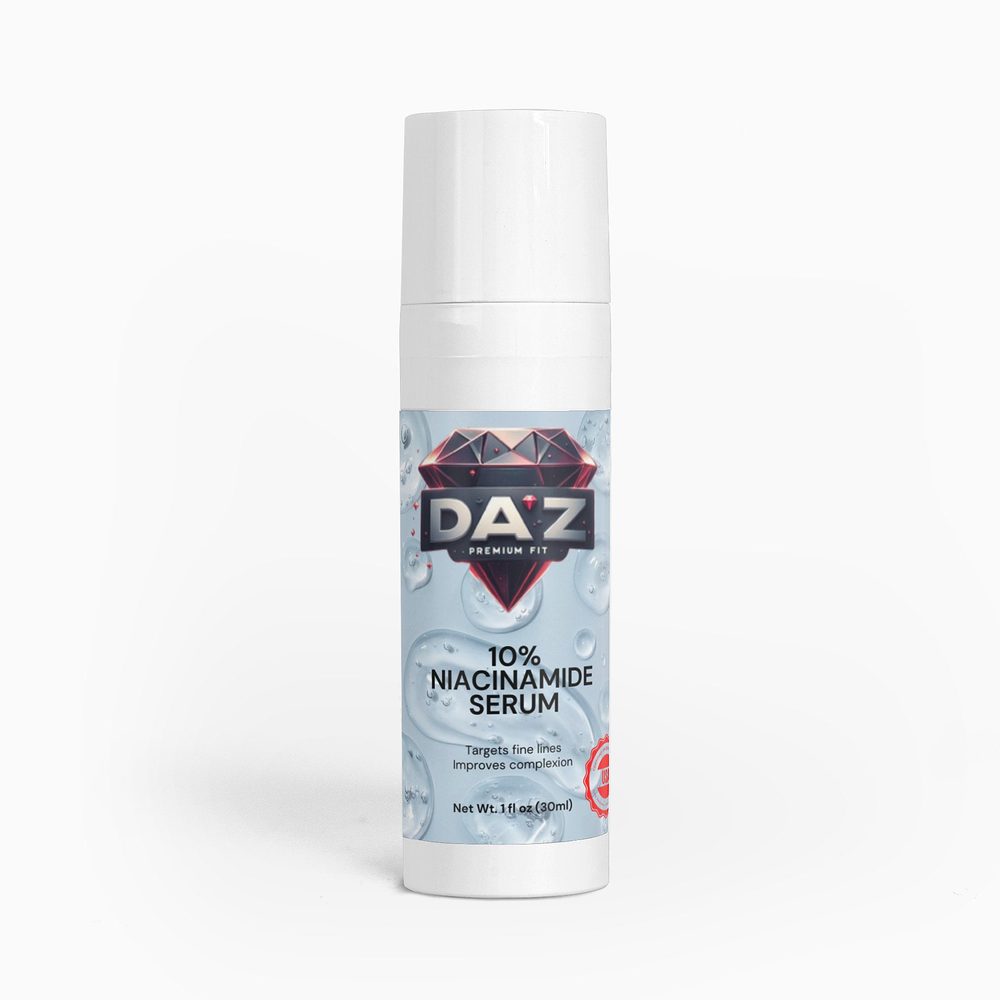 DA'Z
PREMIUM FIT
10%
NIACINAMIDE
SERUM
Targets fine lines
Improves complexion
Net Wt. 1 fl oz (30ml)